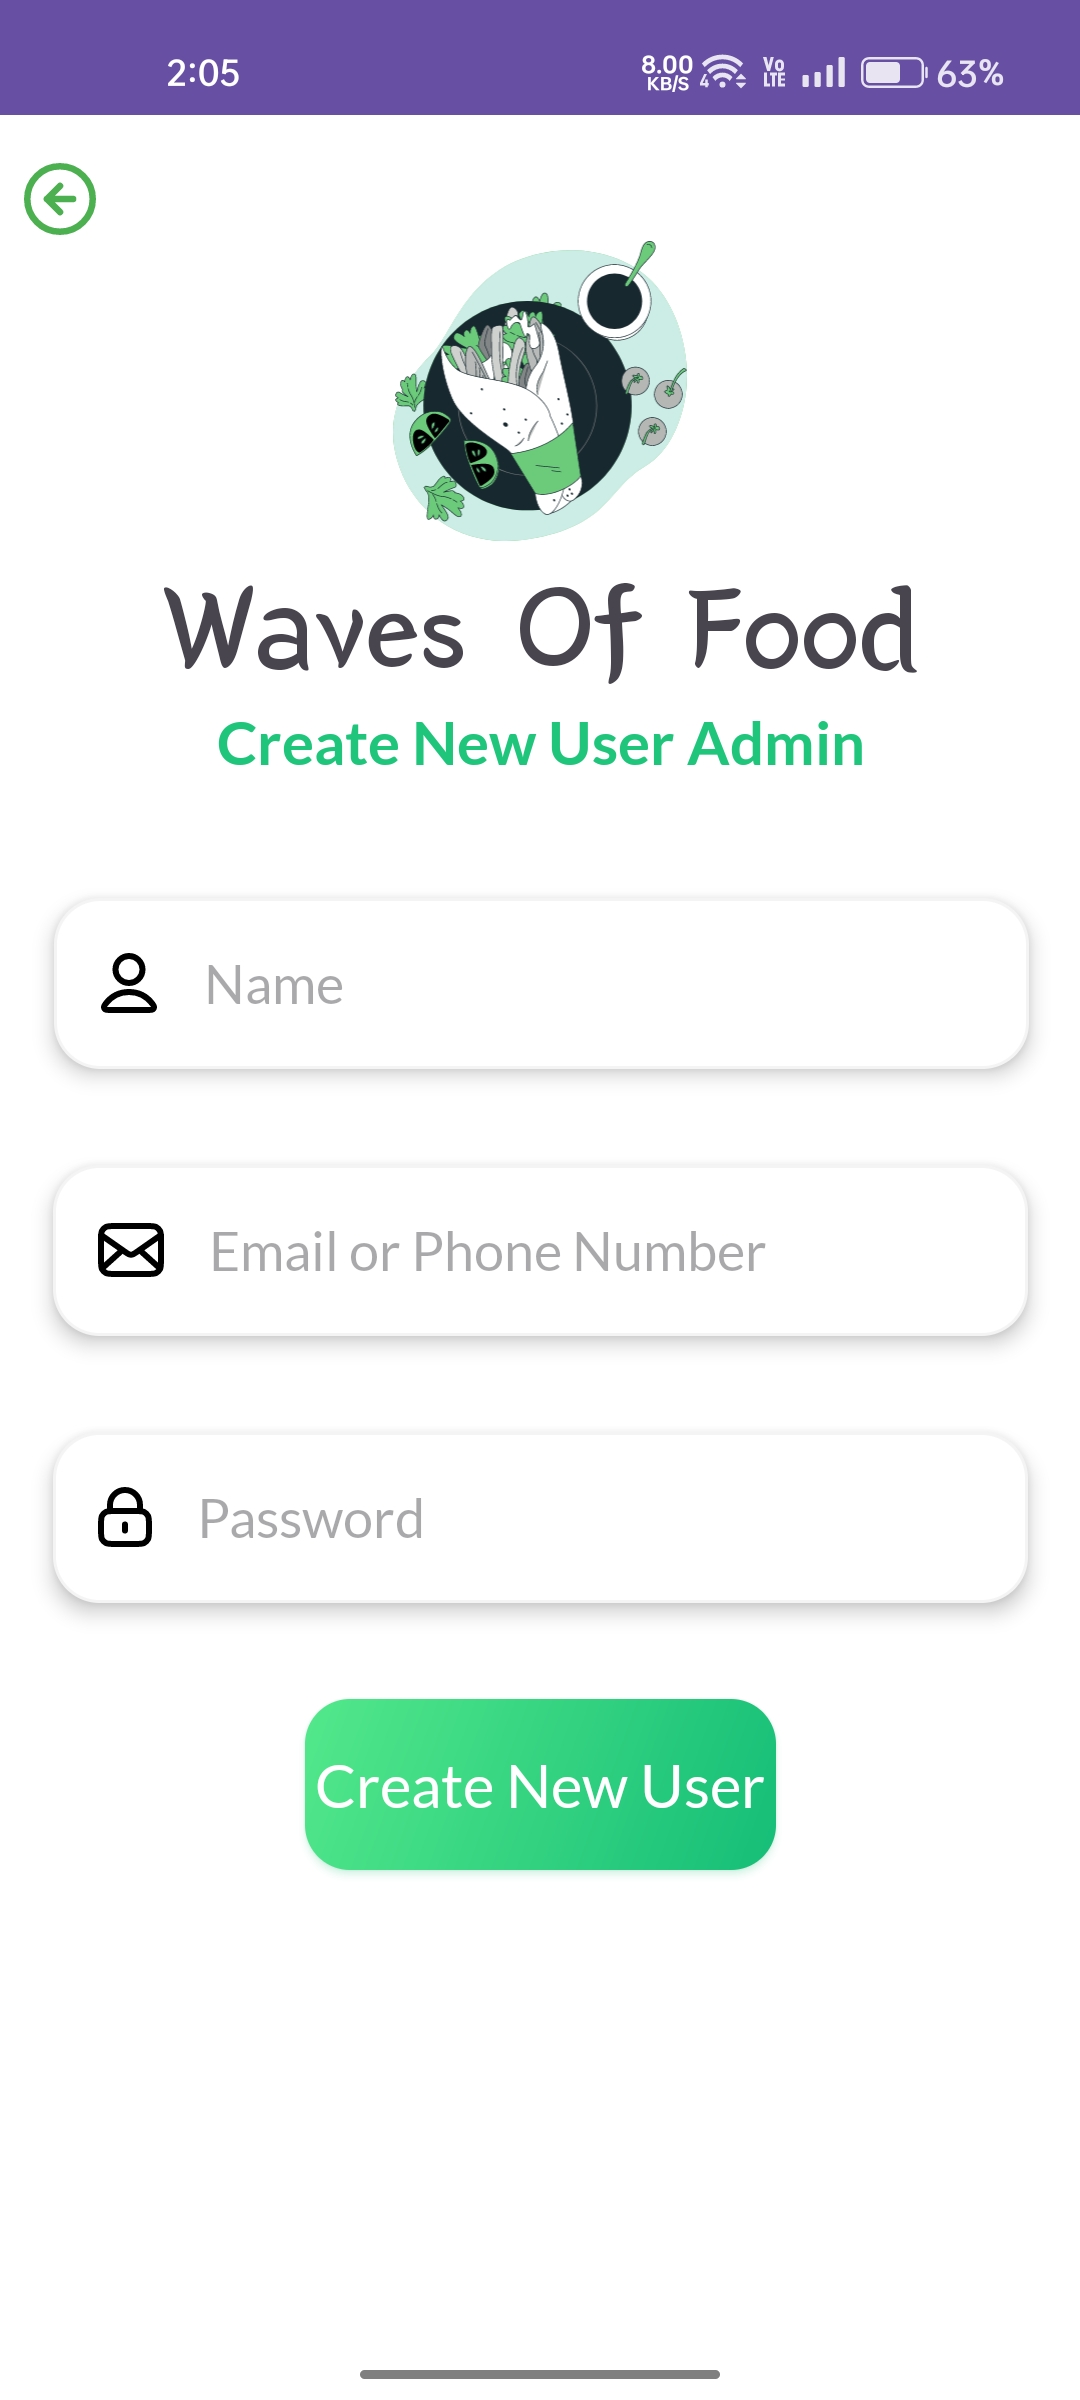 2:05 8.00 KB/S 4 Vo LTE 63%
Waves Of Food
Create New User Admin
Name
Email or Phone Number
Password
Create New User